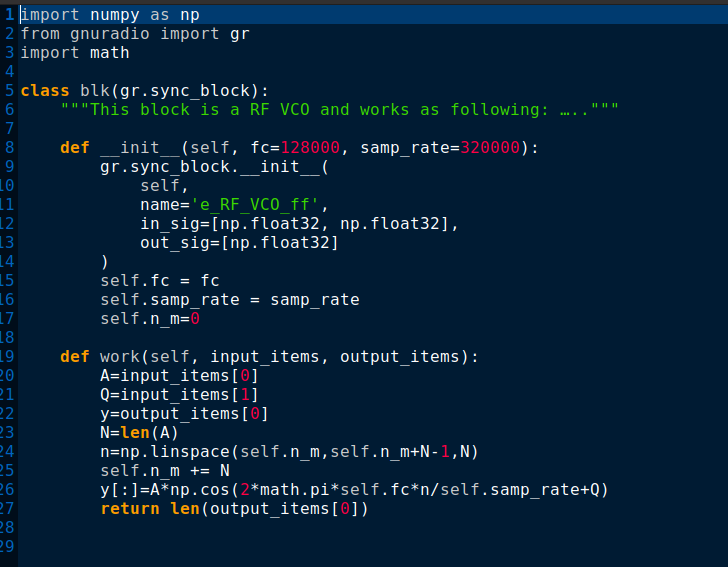 1 import numpy as np
2 from gnuradio import gr
3 import math
4
5 class blk(gr.sync_block):
6     """This block is a RF VCO and works as following: ….."""
7
8     def __init__(self, fc=128000, samp_rate=320000):
9         gr.sync_block.__init__(
10             self,
11             name='e_RF_VCO_ff',
12             in_sig=[np.float32, np.float32],
13             out_sig=[np.float32]
14         )
15         self.fc = fc
16         self.samp_rate = samp_rate
17         self.n_m=0
18
19     def work(self, input_items, output_items):
20         A=input_items[0]
21         Q=input_items[1]
22         y=output_items[0]
23         N=len(A)
24         n=np.linspace(self.n_m,self.n_m+N-1,N)
25         self.n_m += N
26         y[:]=A*np.cos(2*math.pi*self.fc*n/self.samp_rate+Q)
27         return len(output_items[0])
28
29